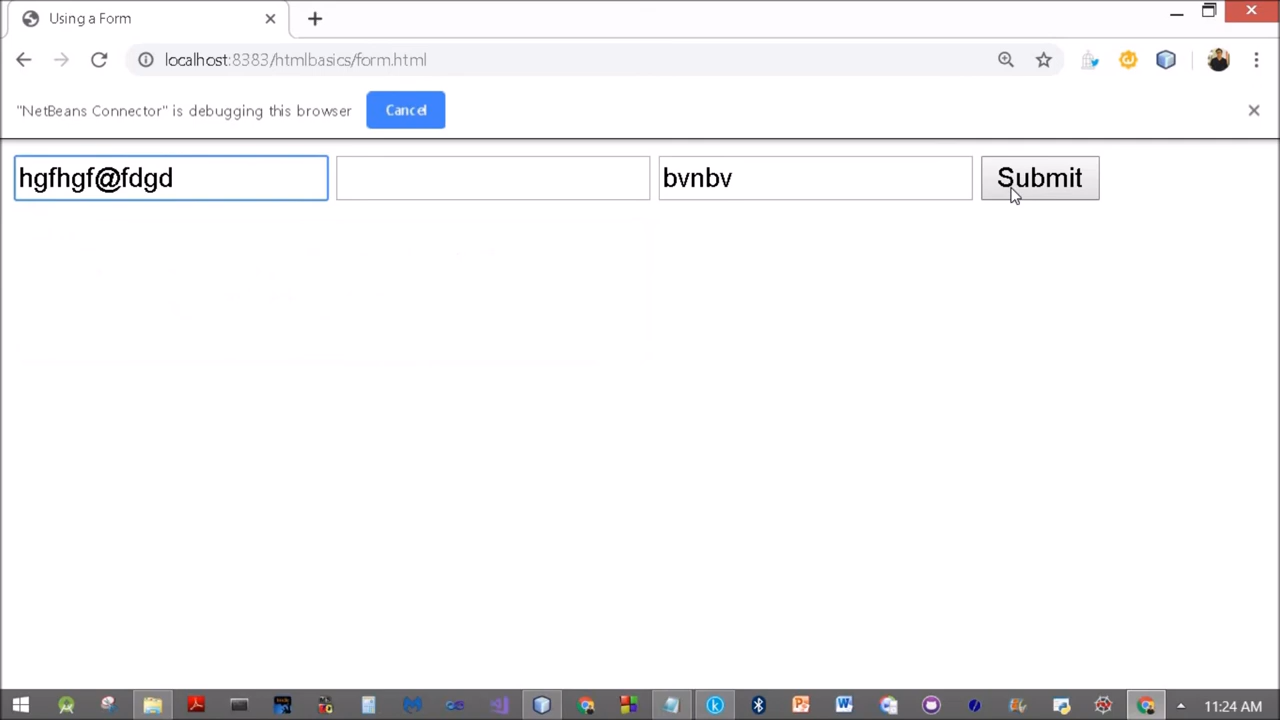 Using a Form
localhost:8383/htmlbasics/form.html
"NetBeans Connector" is debugging this browser Cancel
hgfhgf@fdgd bvnbv Submit
11:24 AM